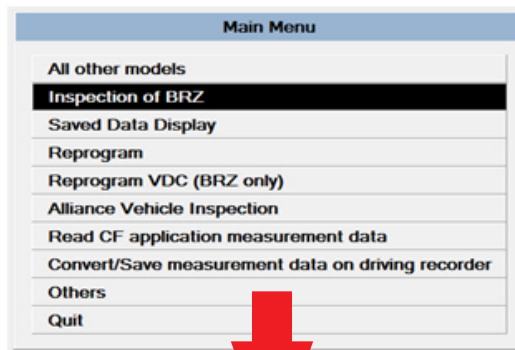 Main Menu
All other models
Inspection of BRZ
Saved Data Display
Reprogram
Reprogram VDC (BRZ only)
Alliance Vehicle Inspection
Read CF application measurement data
Convert/Save measurement data on driving recorder
Others
Quit